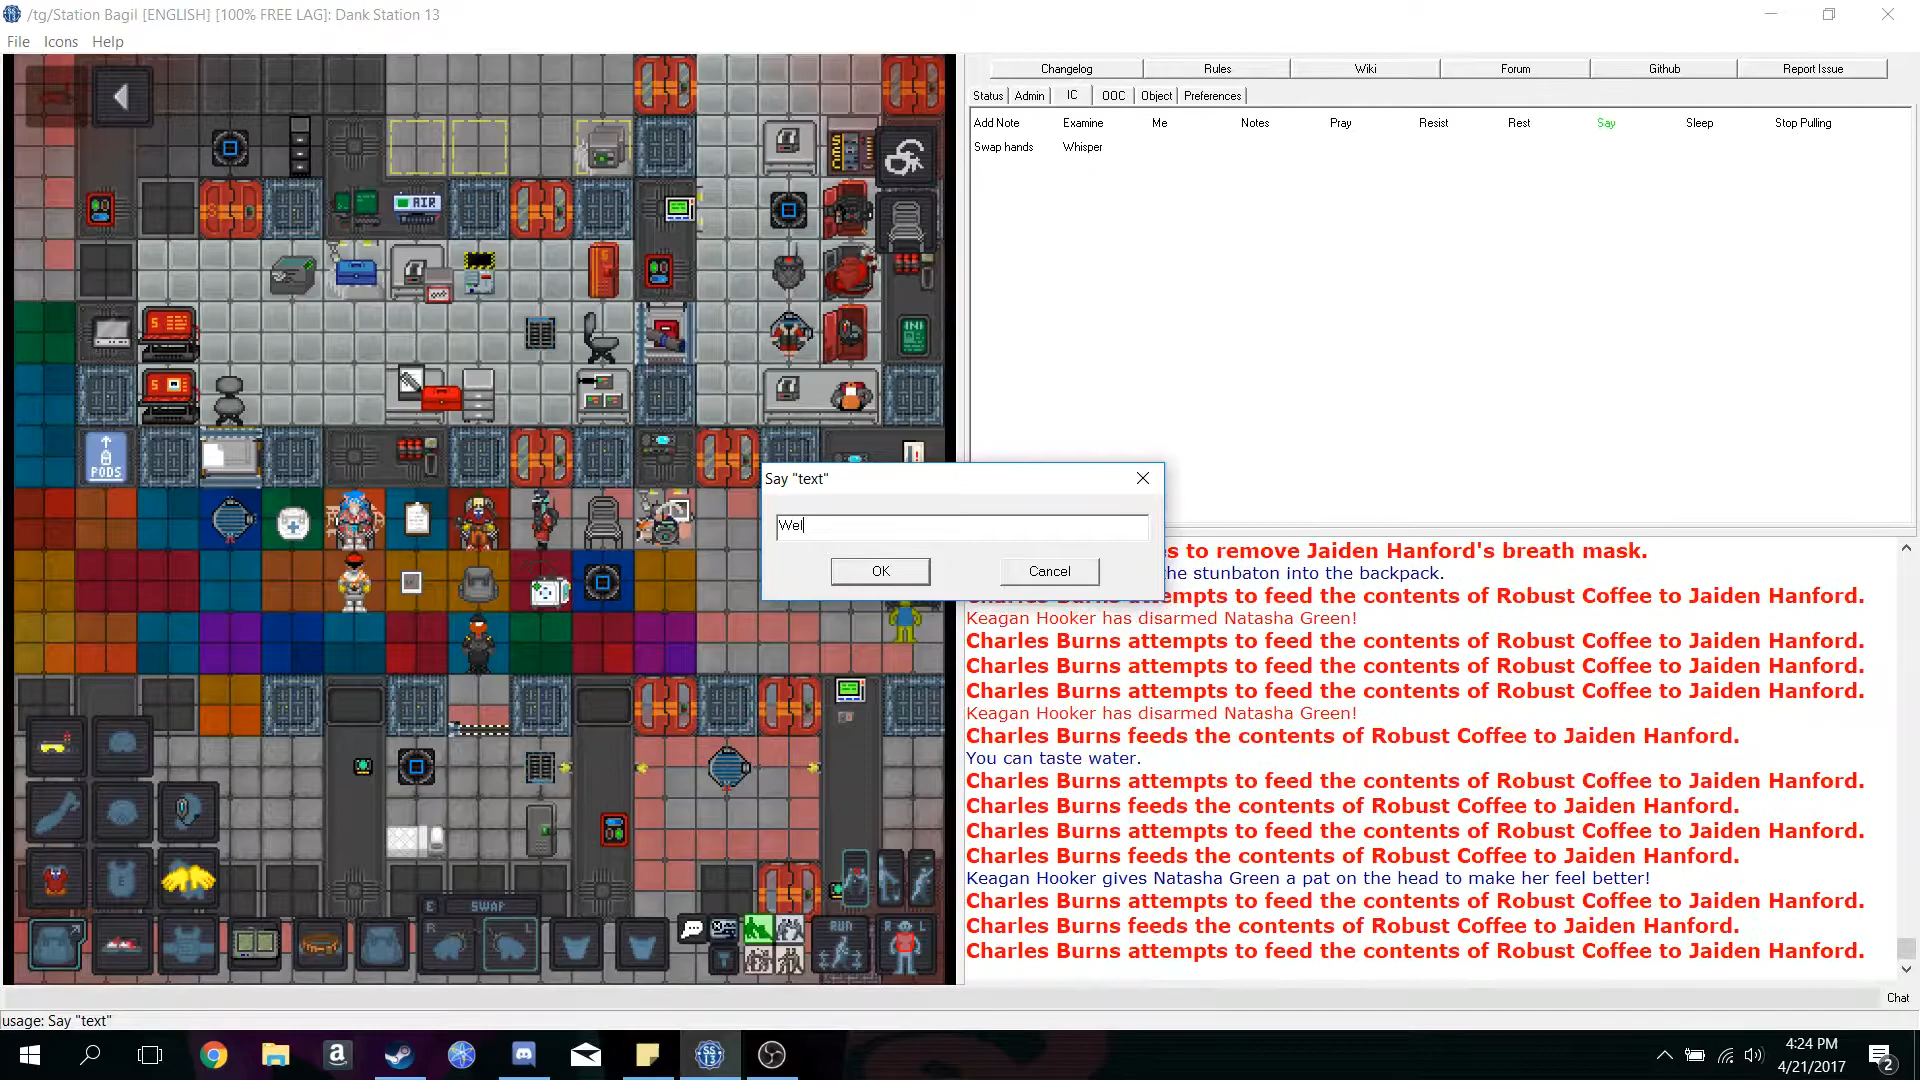 /tg/Station Bagil [ENGLISH] [100% FREE LAG]: Dank Station 13
File Icons Help
Changelog Rules Wiki Forum Github Report Issue
Status Admin IC OOC Object Preferences
Add Note Examine Me Notes Pray Resist Rest Say Sleep Stop Pulling
Swap hands Whisper
AIR
PODS
Say "text"
Wel
OK Cancel
s to remove Jaiden Hanford's breath mask.
he stunbaton into the backpack.
Charles Burns attempts to feed the contents of Robust Coffee to Jaiden Hanford.
Keagan Hooker has disarmed Natasha Green!
Charles Burns attempts to feed the contents of Robust Coffee to Jaiden Hanford.
Charles Burns attempts to feed the contents of Robust Coffee to Jaiden Hanford.
Charles Burns attempts to feed the contents of Robust Coffee to Jaiden Hanford.
Keagan Hooker has disarmed Natasha Green!
Charles Burns feeds the contents of Robust Coffee to Jaiden Hanford.
You can taste water.
Charles Burns attempts to feed the contents of Robust Coffee to Jaiden Hanford.
Charles Burns feeds the contents of Robust Coffee to Jaiden Hanford.
Charles Burns attempts to feed the contents of Robust Coffee to Jaiden Hanford.
Charles Burns feeds the contents of Robust Coffee to Jaiden Hanford.
Keagan Hooker gives Natasha Green a pat on the head to make her feel better!
Charles Burns attempts to feed the contents of Robust Coffee to Jaiden Hanford.
Charles Burns feeds the contents of Robust Coffee to Jaiden Hanford.
Charles Burns attempts to feed the contents of Robust Coffee to Jaiden Hanford.
E SWAP
R L
RUN
R L
Chat
usage: Say "text"
SS
13
4:24 PM
4/21/2017
2